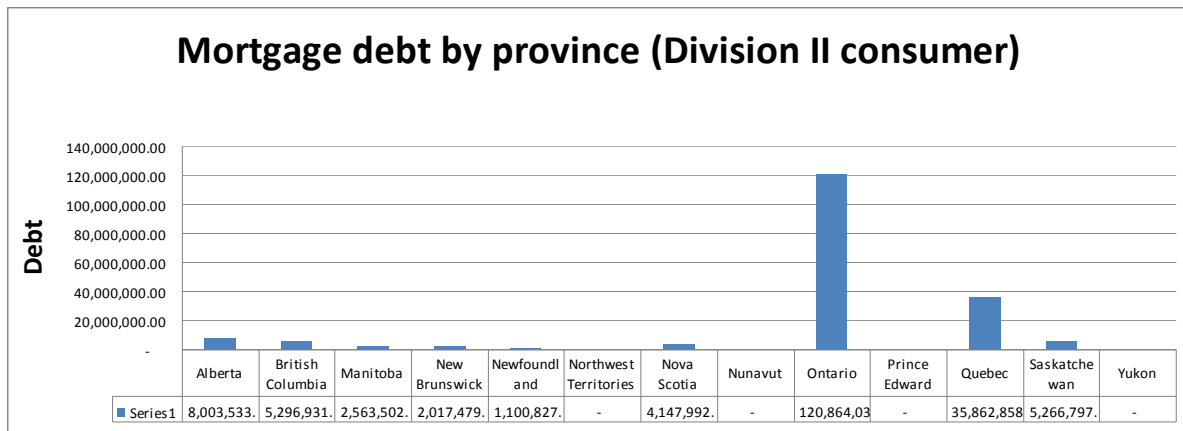 Mortgage debt by province (Division II consumer)
140,000,000.00
120,000,000.00
100,000,000.00
80,000,000.00
60,000,000.00
40,000,000.00
20,000,000.00
-
Debt
Alberta
British
Columbia
Manitoba
New
Brunswick
Newfoundl
and
Northwest
Territories
Nova
Scotia
Nunavut
Ontario
Prince
Edward
Quebec
Saskatche
wan
Yukon
Series1 8,003,533. 5,296,931. 2,563,502. 2,017,479. 1,100,827. - 4,147,992. - 120,864,03 - 35,862,858 5,266,797. -